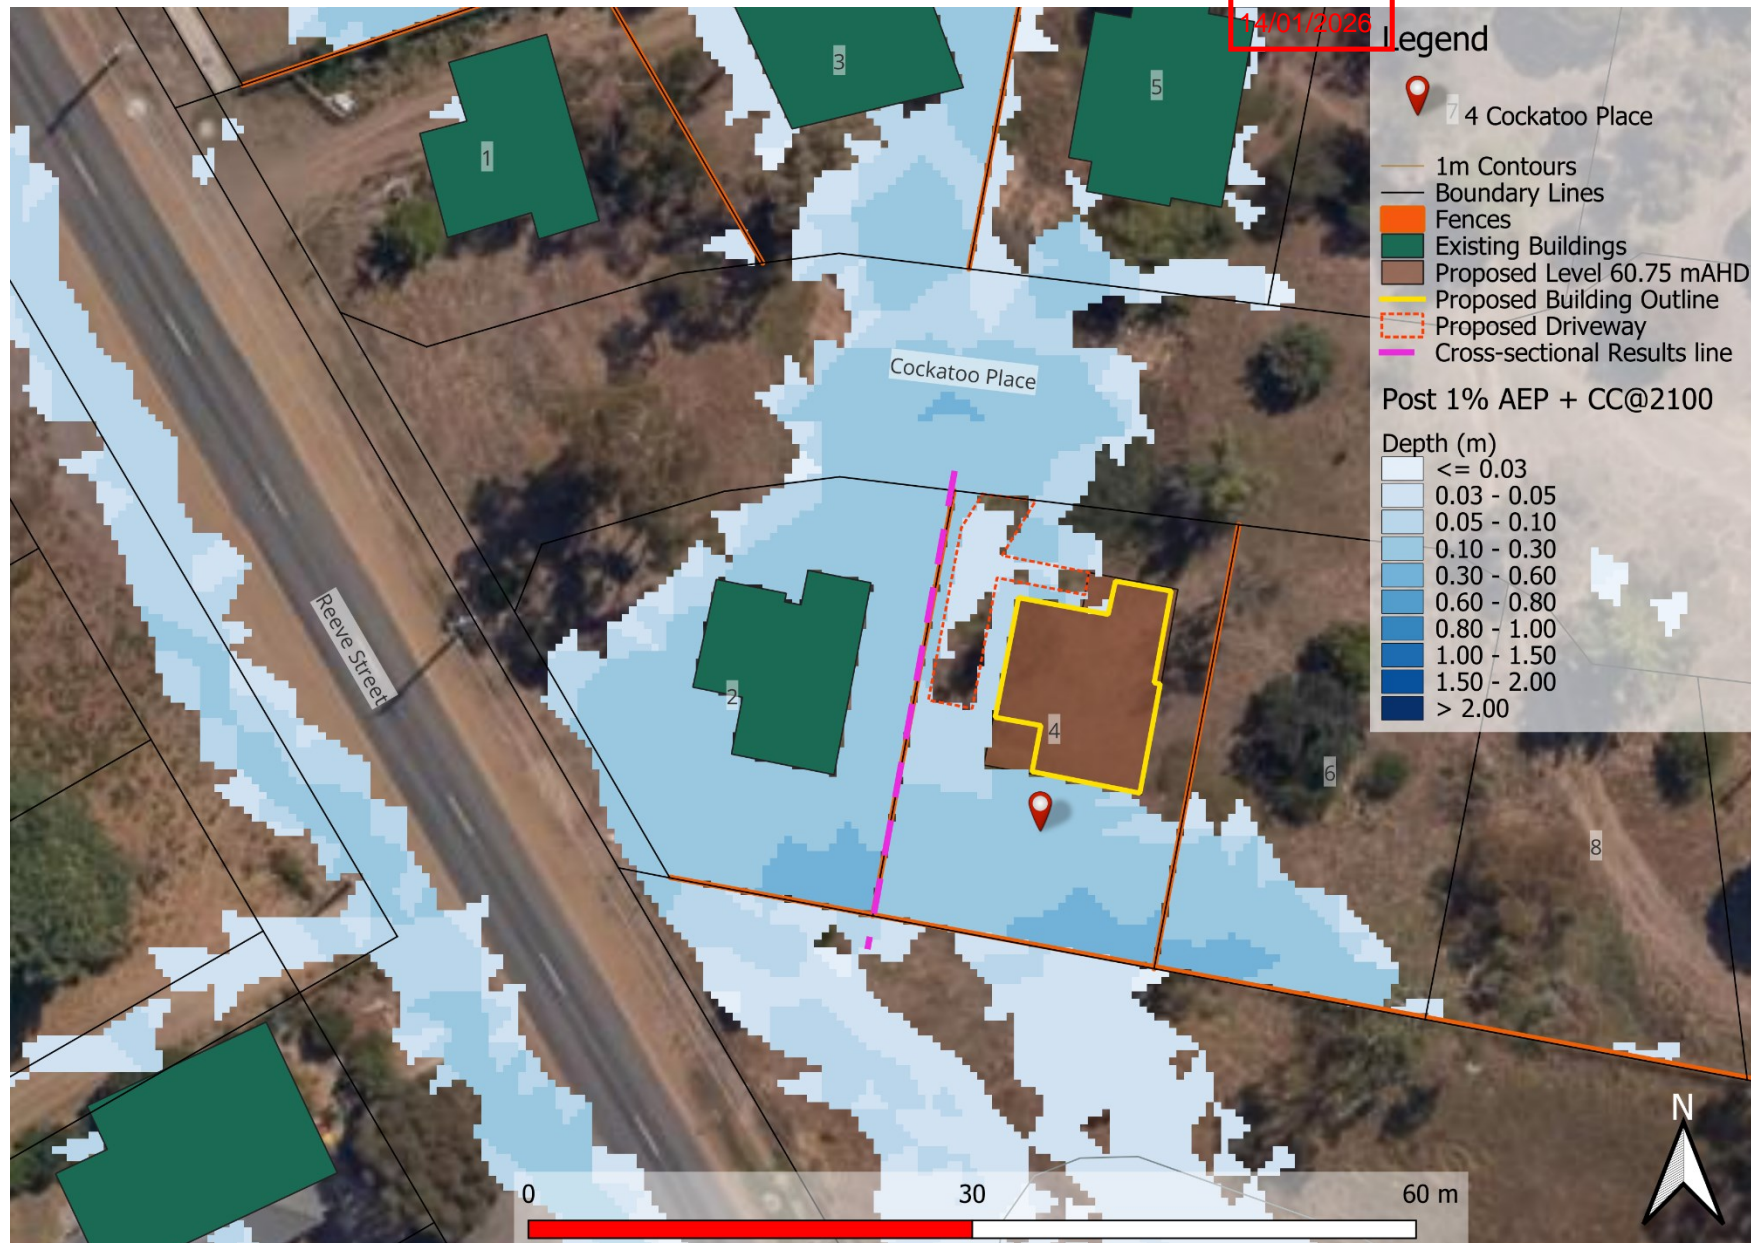 14/01/2026
Legend
7
4 Cockatoo Place
1m Contours
Boundary Lines
Fences
Existing Buildings
Proposed Level 60.75 mAHD
Proposed Building Outline
Proposed Driveway
Cross-sectional Results line
Post 1% AEP + CC@2100
Depth (m)
<= 0.03
0.03 - 0.05
0.05 - 0.10
0.10 - 0.30
0.30 - 0.60
0.60 - 0.80
0.80 - 1.00
1.00 - 1.50
1.50 - 2.00
> 2.00
3
5
1
Cockatoo Place
Reeve Street
2
4
6
8
N
0 30 60 m